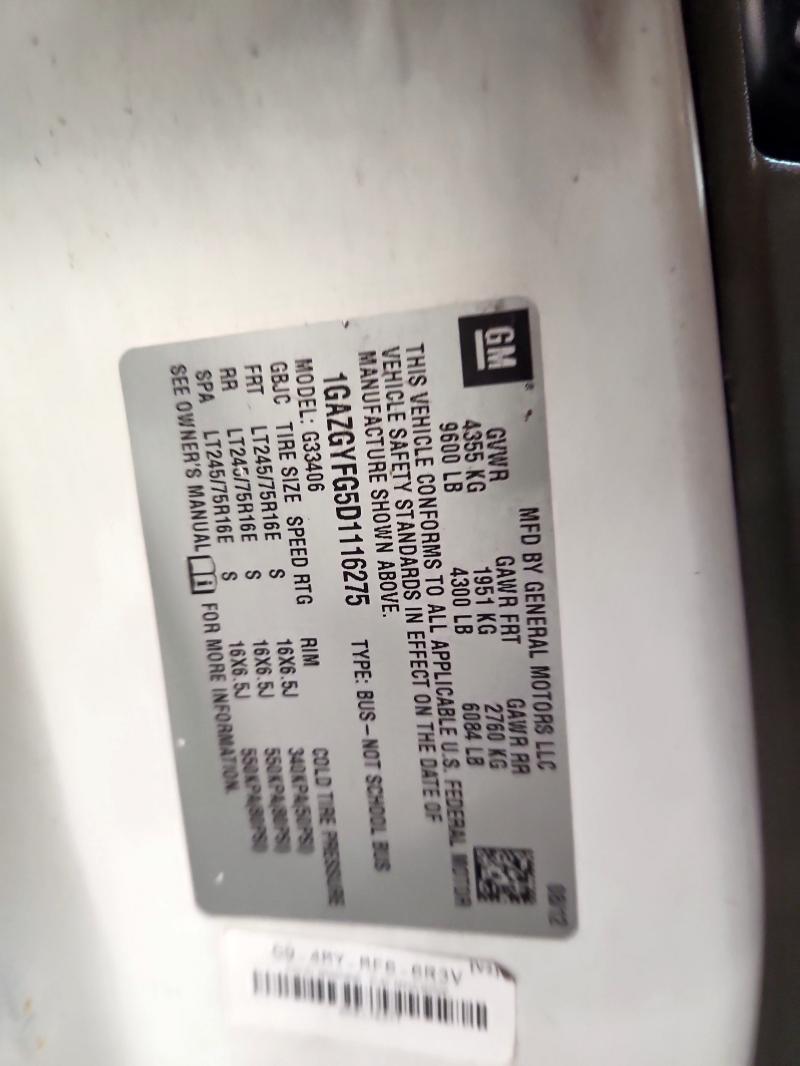 GM
MFD BY GENERAL MOTORS LLC 08/12
GVWR GAWR FRT GAWR RR
4355 KG 1951 KG 2760 KG
9600 LB 4300 LB 6084 LB
THIS VEHICLE CONFORMS TO ALL APPLICABLE U.S. FEDERAL MOTOR
VEHICLE SAFETY STANDARDS IN EFFECT ON THE DATE OF
MANUFACTURE SHOWN ABOVE.
1GAZGYFG5D1116275 TYPE: BUS-NOT SCHOOL BUS
MODEL: G33406
GBJC TIRE SIZE SPEED RTG RIM COLD TIRE PRESSURE
FRT LT245/75R16E S 16X6.5J 340KPA(50PSI)
RR LT245/75R16E S 16X6.5J 550KPA(80PSI)
SPA LT245/75R16E S 16X6.5J 550KPA(80PSI)
SEE OWNER'S MANUAL i FOR MORE INFORMATION.